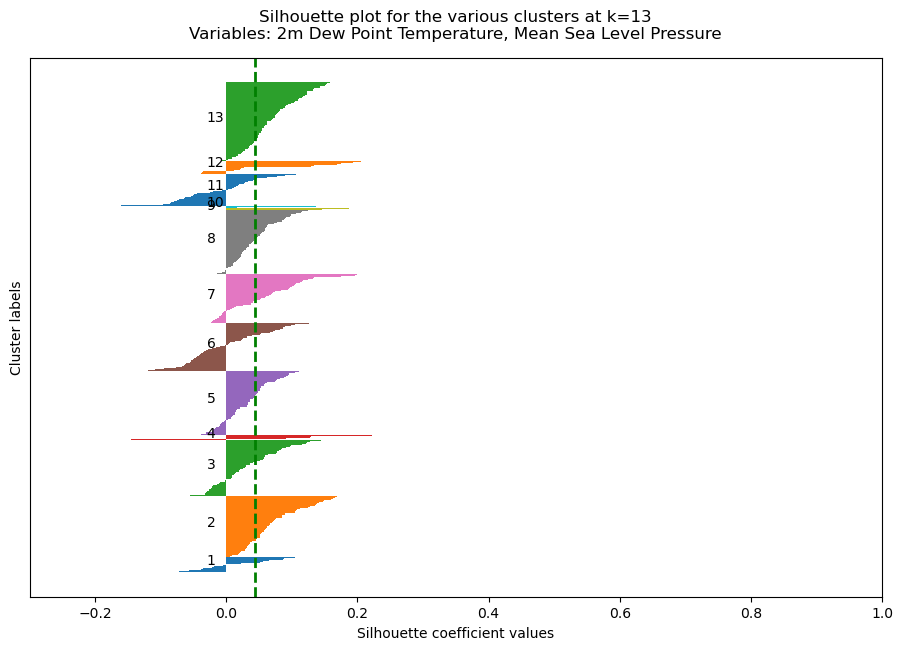 Silhouette plot for the various clusters at k=13
Variables: 2m Dew Point Temperature, Mean Sea Level Pressure
13
12
11
10
9
8
7
6
5
4
3
2
1
Cluster labels
−0.2 0.0 0.2 0.4 0.6 0.8 1.0
Silhouette coefficient values